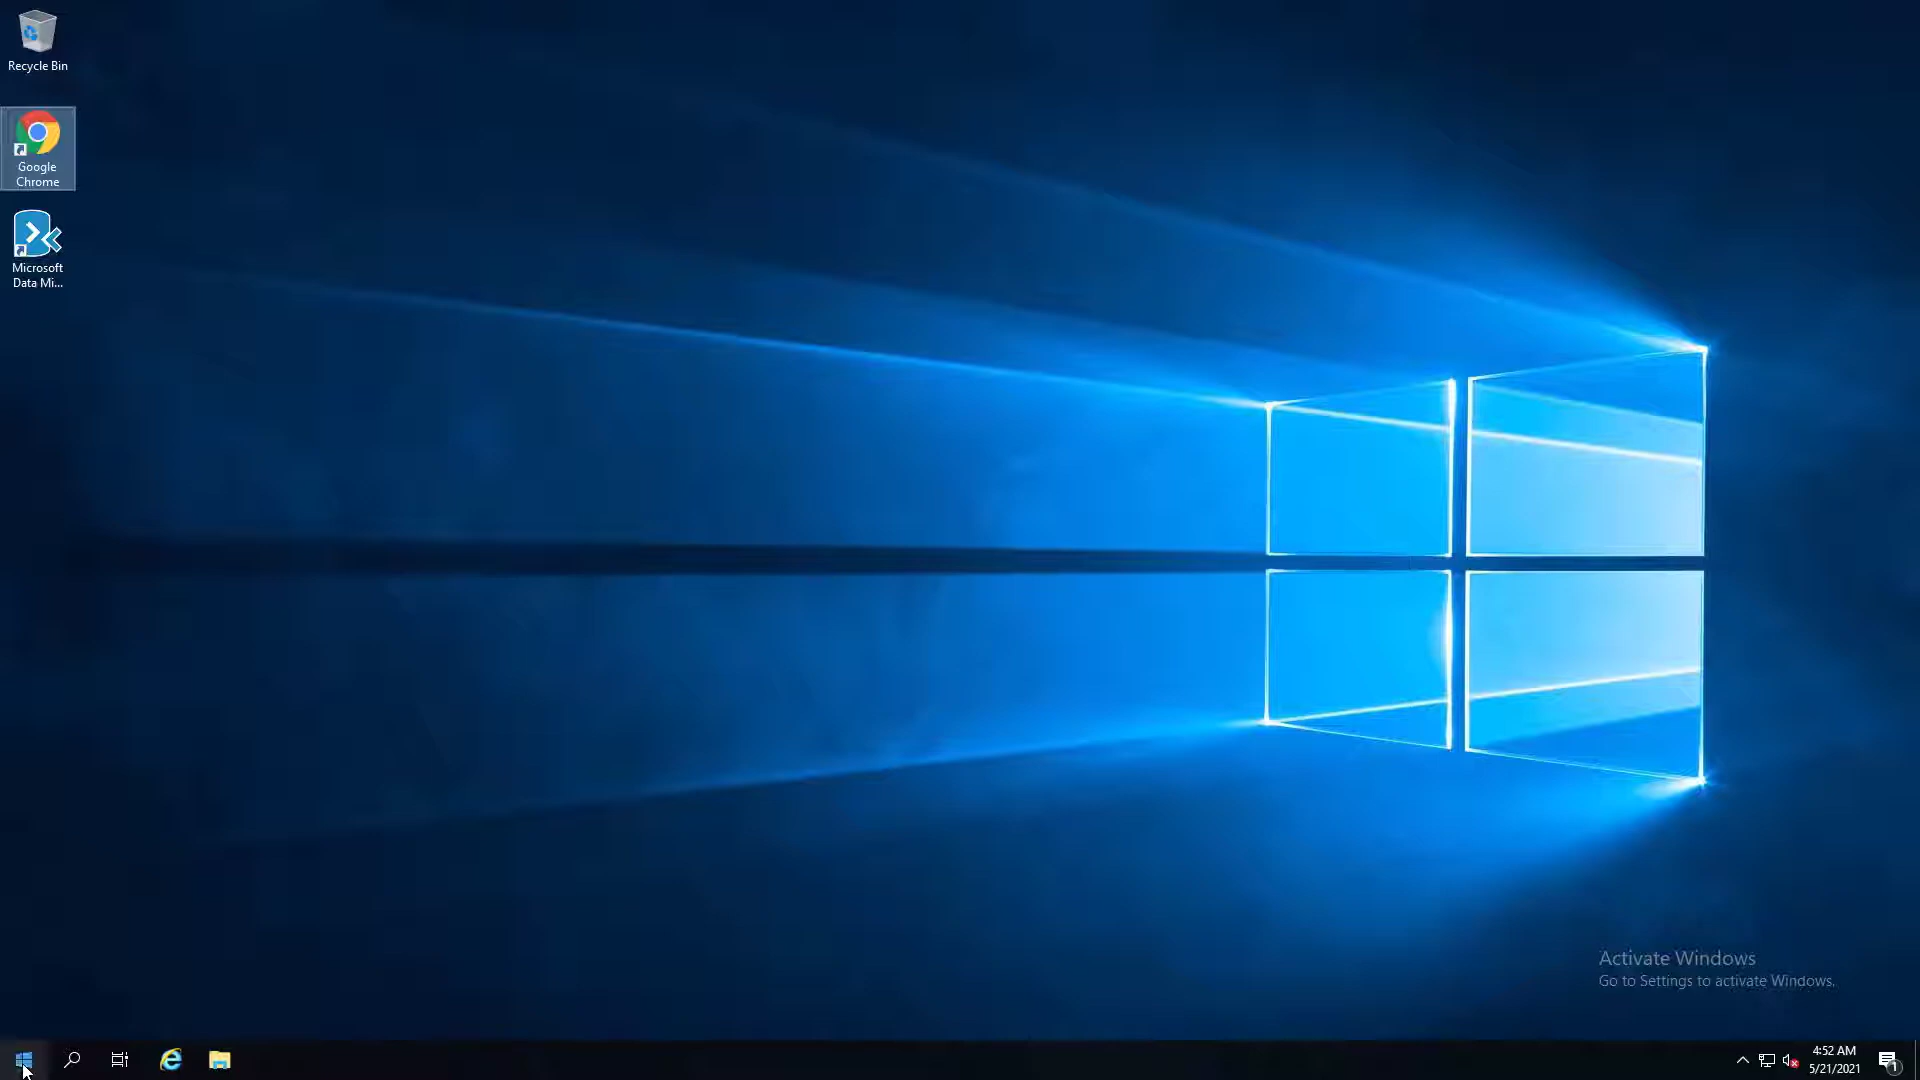 Recycle Bin
Google
Chrome
Microsoft
Data Mi...
Activate Windows
Go to Settings to activate Windows.
4:52 AM
5/21/2021
1